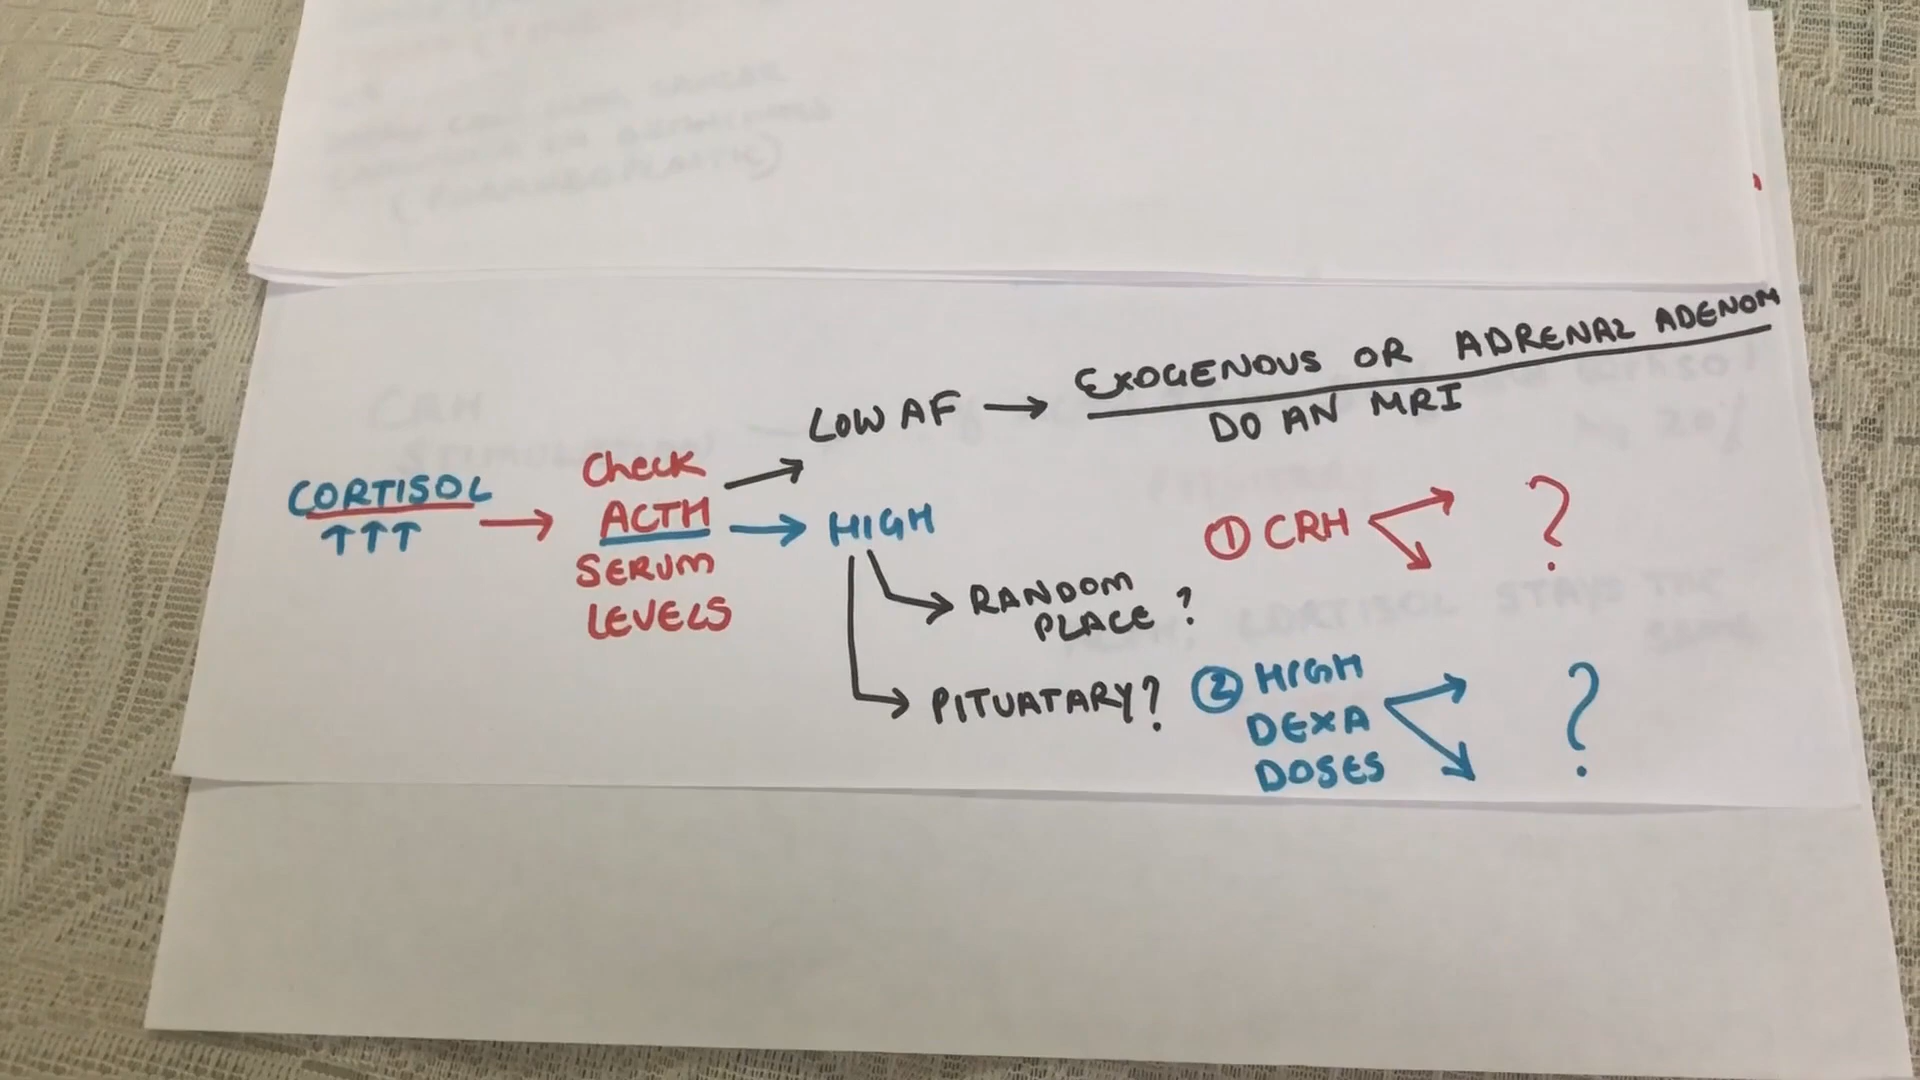 EXOGENOUS OR ADRENAL ADENOM
DO AN MRI
LOW AF
CORTISOL
↑↑↑
Check
ACTH
SERUM
LEVELS
HIGH
RANDOM
PLACE ?
PITUATARY?
① CRH
?
② HIGH
DEXA
DOSES
?